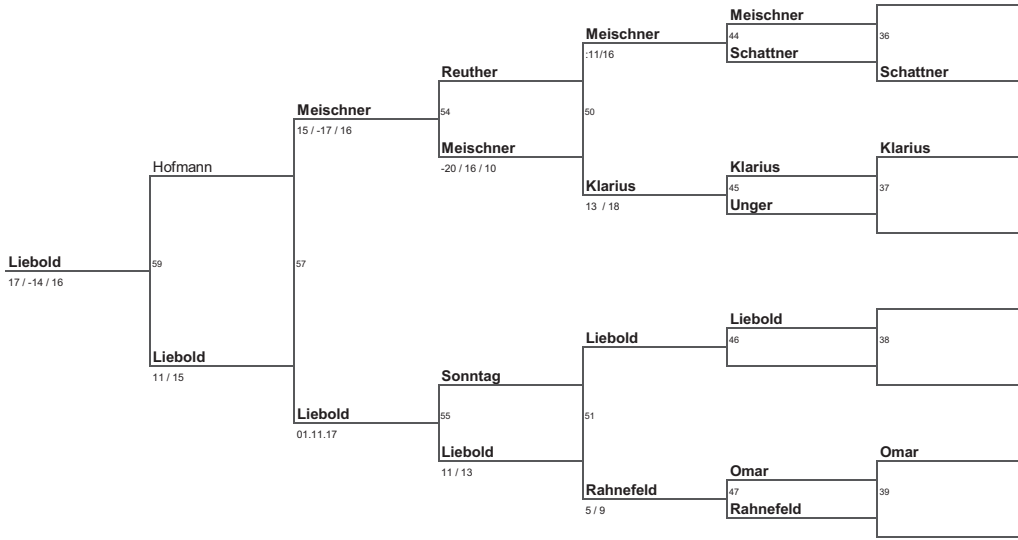 Meischner
Meischner
44
36
:11/16
Schattner
Reuther
Schattner
Meischner
54
50
15 / -17 / 16
Meischner
Klarius
Klarius
Hofmann
-20 / 16 / 10
Klarius
45
37
13  / 18
Unger
Liebold
59
57
17 / -14 / 16
Liebold
Liebold
46
38
Liebold
Sonntag
11 / 15
Liebold
55
51
01.11.17
Liebold
Omar
11 / 13
Omar
Rahnefeld
47
39
5 / 9
Rahnefeld